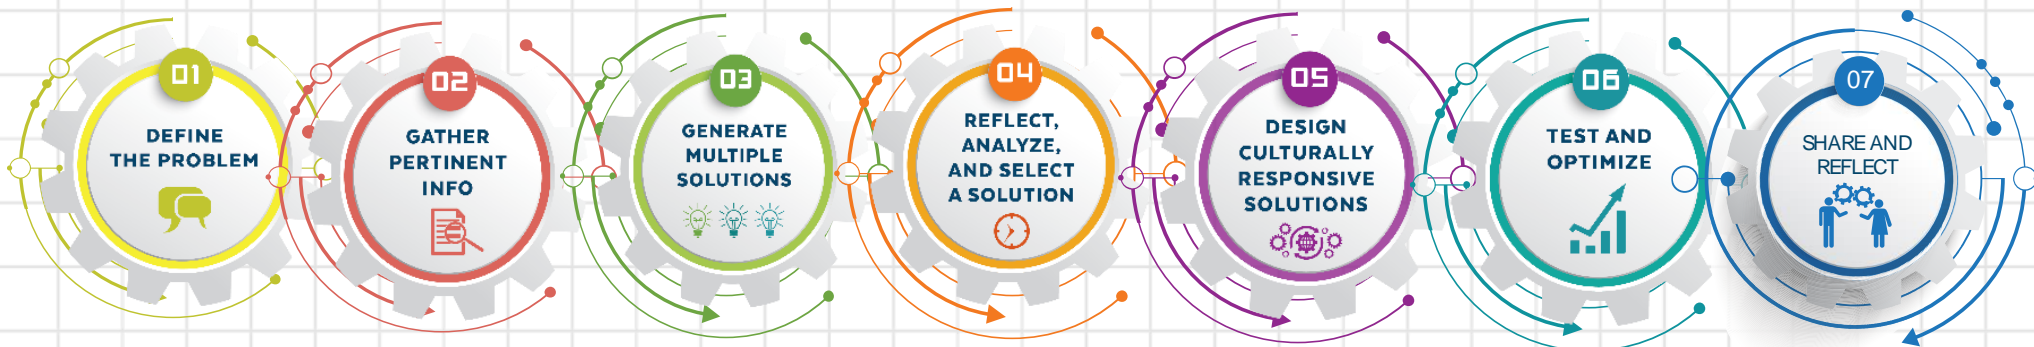 01
DEFINE
THE PROBLEM
02
GATHER
PERTINENT
INFO
03
GENERATE
MULTIPLE
SOLUTIONS
04
REFLECT,
ANALYZE,
AND SELECT
A SOLUTION
05
DESIGN
CULTURALLY
RESPONSIVE
SOLUTIONS
06
TEST AND
OPTIMIZE
07
SHARE AND
REFLECT